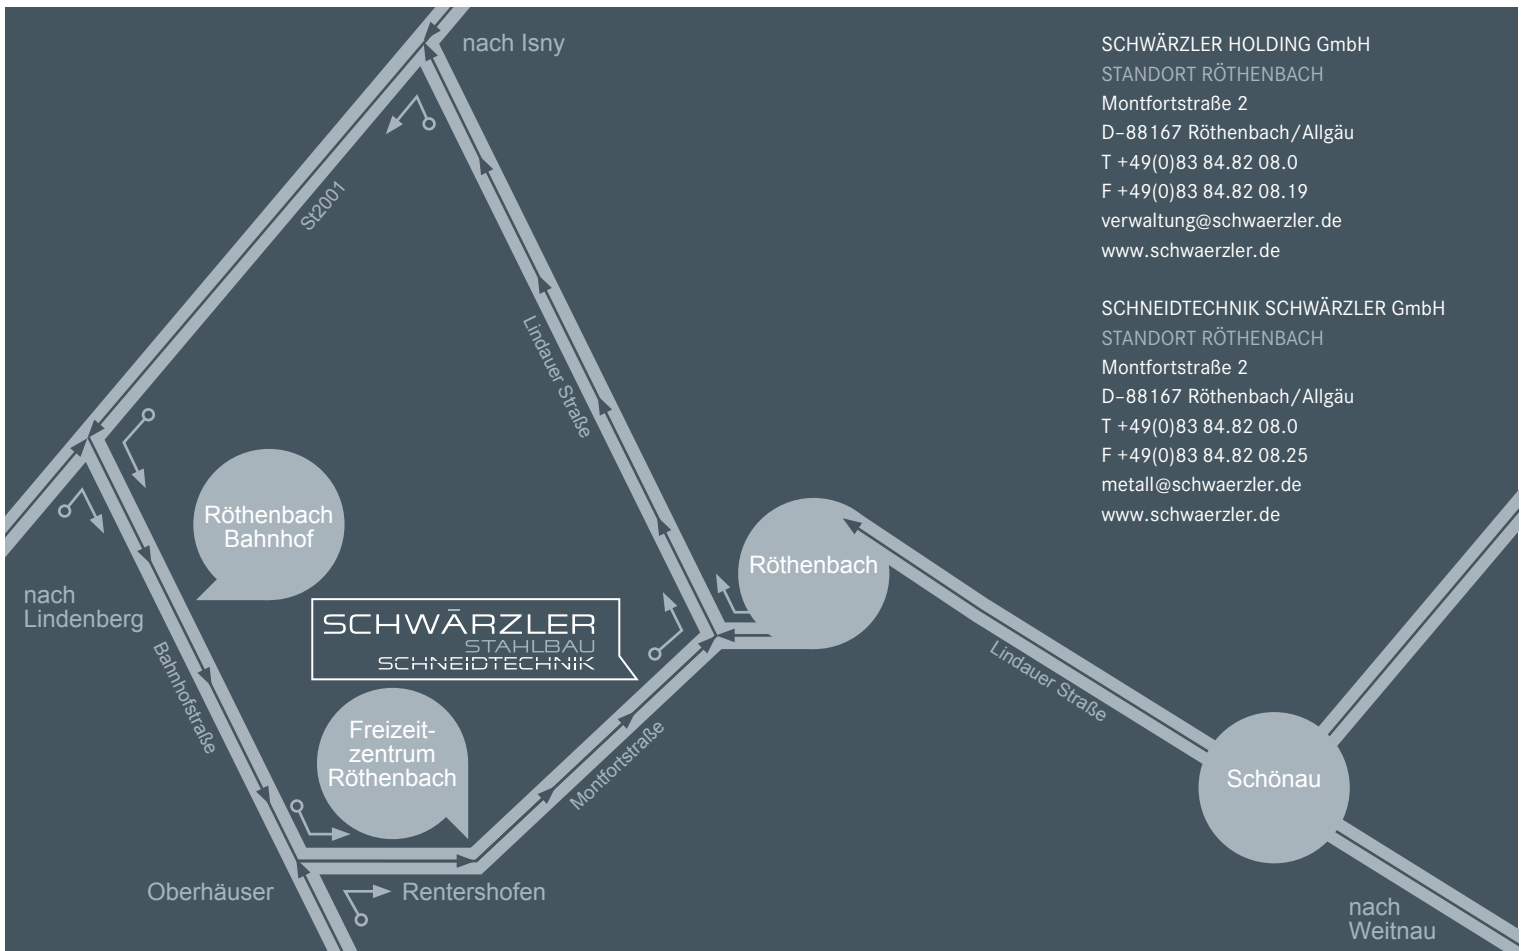 nach Isny
St2001
Lindauer Straße
Röthenbach
Bahnhof
nach
Lindenberg
SCHWÄRZLER
STAHLBAU
SCHNEIDTECHNIK
Bahnhofstraße
Freizeit-
zentrum
Röthenbach
Montfortstraße
Oberhäuser
Rentershofen
Röthenbach
Lindauer Straße
Schönau
nach
Weitnau
SCHWÄRZLER HOLDING GmbH
STANDORT RÖTHENBACH
Montfortstraße 2
D-88167 Röthenbach/Allgäu
T +49(0)83 84.82 08.0
F +49(0)83 84.82 08.19
verwaltung@schwaerzler.de
www.schwaerzler.de
SCHNEIDTECHNIK SCHWÄRZLER GmbH
STANDORT RÖTHENBACH
Montfortstraße 2
D-88167 Röthenbach/Allgäu
T +49(0)83 84.82 08.0
F +49(0)83 84.82 08.25
metall@schwaerzler.de
www.schwaerzler.de